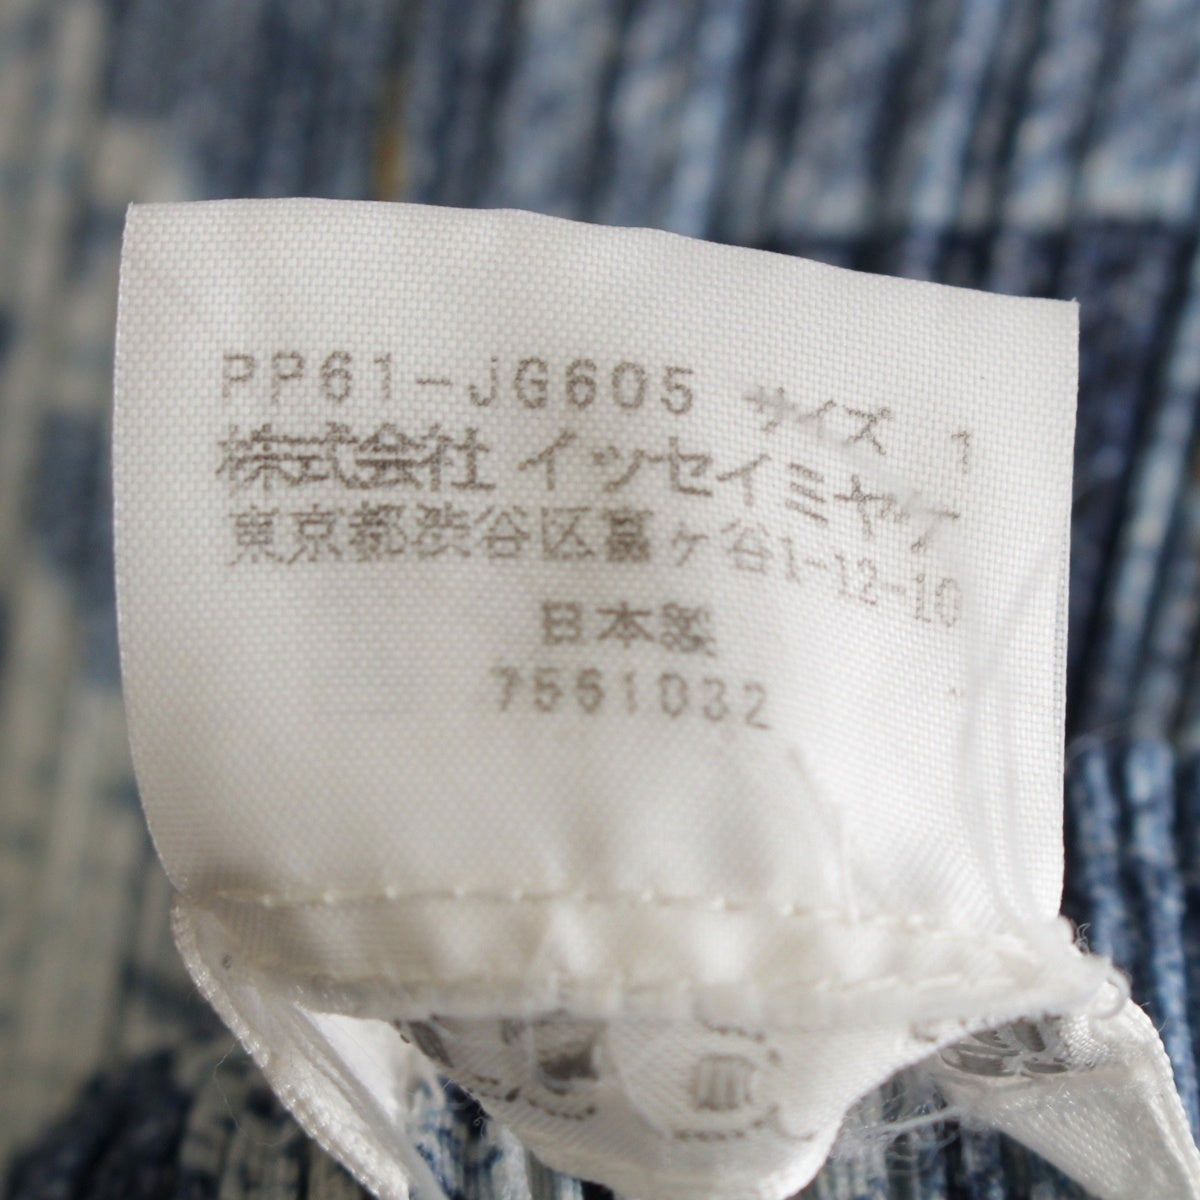 PP61-JG605 サイズ 1
株式会社 イッセイミヤケ
東京都渋谷区富ヶ谷1-12-10
日本製
7561032